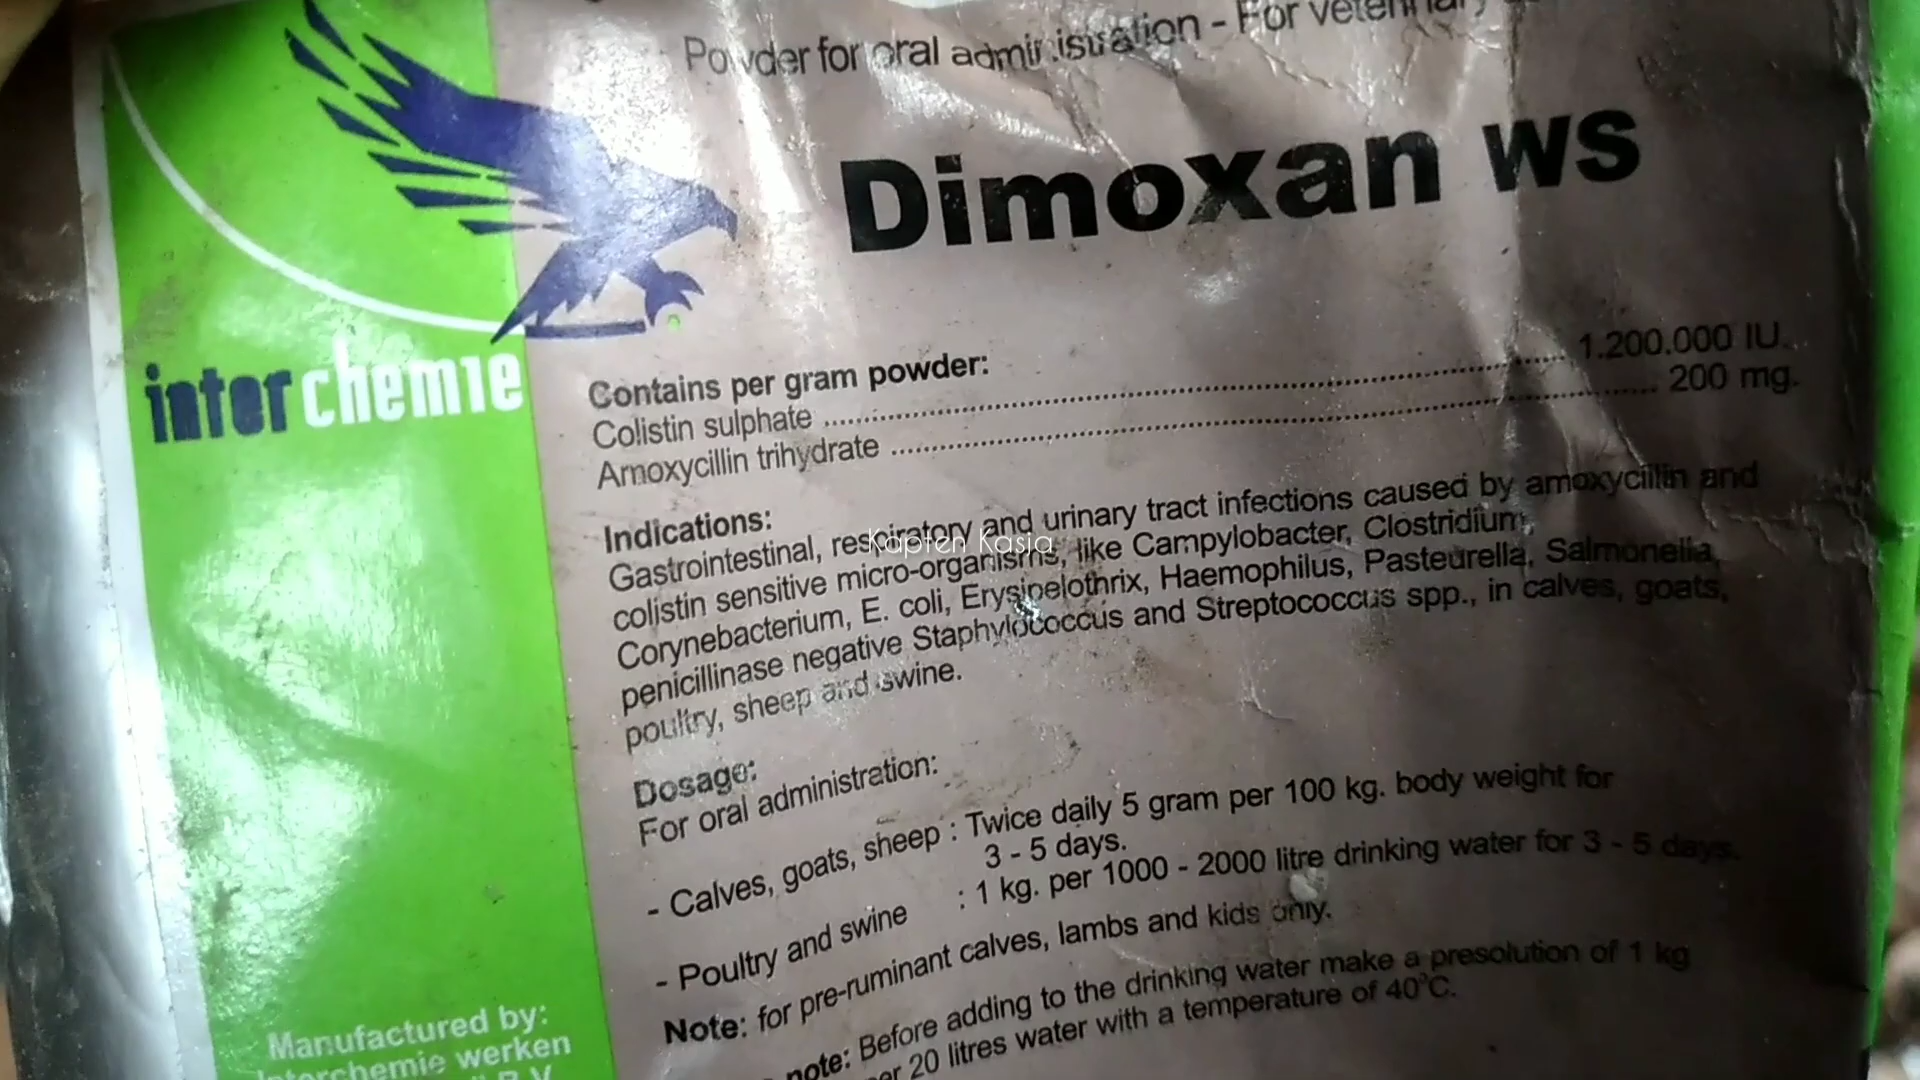 Powder for oral administration - For veterinary
Dimoxan ws
inter chemie
Contains per gram powder:
Colistin sulphate ................ 1.200.000 IU.
Amoxycillin trihydrate ................ 200 mg.
Indications:
Gastrointestinal, respiratory and urinary tract infections caused by amoxycillin and
colistin sensitive micro-organisms, like Campylobacter, Clostridium,
Corynebacterium, E. coli, Erysipelothrix, Haemophilus, Pasteurella, Salmonella,
penicillinase negative Staphylococcus and Streptococcus spp., in calves, goats,
poultry, sheep and swine.
Kapten Kasia
Dosage:
For oral administration:
- Calves, goats, sheep : Twice daily 5 gram per 100 kg. body weight for
3 - 5 days.
- Poultry and swine : 1 kg. per 1000 - 2000 litre drinking water for 3 - 5 days.
Note: for pre-ruminant calves, lambs and kids only.
note: Before adding to the drinking water make a presolution of 1 kg
20 litres water with a temperature of 40°C.
Manufactured by:
Interchemie werken
B.V.